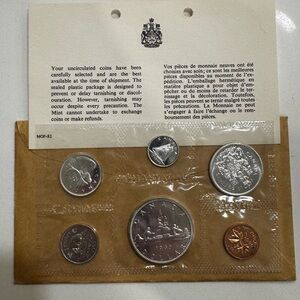 Your uncirculated coins have been
carefully selected and are the best
available at the time of shipment. The
sealed plastic package is designed to
prevent or delay tarnishing or discol-
ouration. However, tarnishing may
occur despite every precaution. The
Mint cannot undertake to exchange
coins or make refunds.
MOF-82
Vos pièces de monnaie neuves ont été
choisies avec soin; ce sont les meilleures
pièces disponibles au moment de l'ex-
pédition. L'emballage hermétique en
matière plastique a pour objet d'em-
pêcher ou du moins de retarder le ter-
nissage et la décoloration. Les pièces
peuvent se ternir malgré toutes
précautions. La Monnaie ne peut
s'engager à faire l'échange ou le rem-
boursement des pièces.
CANADA
DOLLAR